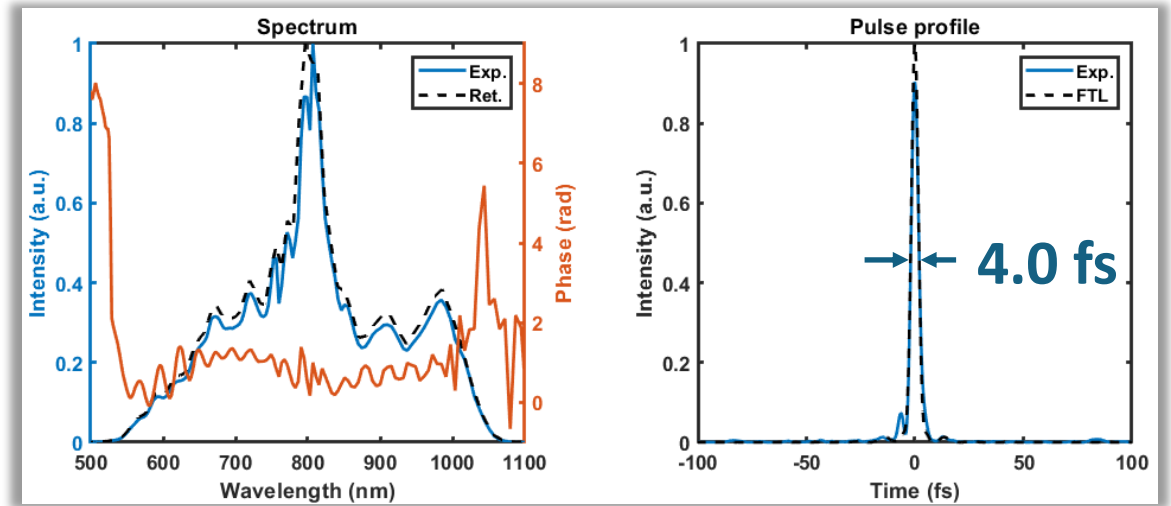 Spectrum
Intensity (a.u.)
1
0.8
0.6
0.4
0.2
0
Exp.
Ret.
8
6
4
2
0
Phase (rad)
500 600 700 800 900 1000 1100
Wavelength (nm)
Pulse profile
Intensity (a.u.)
1
0.8
0.6
0.4
0.2
0
Exp.
FTL
4.0 fs
-100 -50 0 50 100
Time (fs)